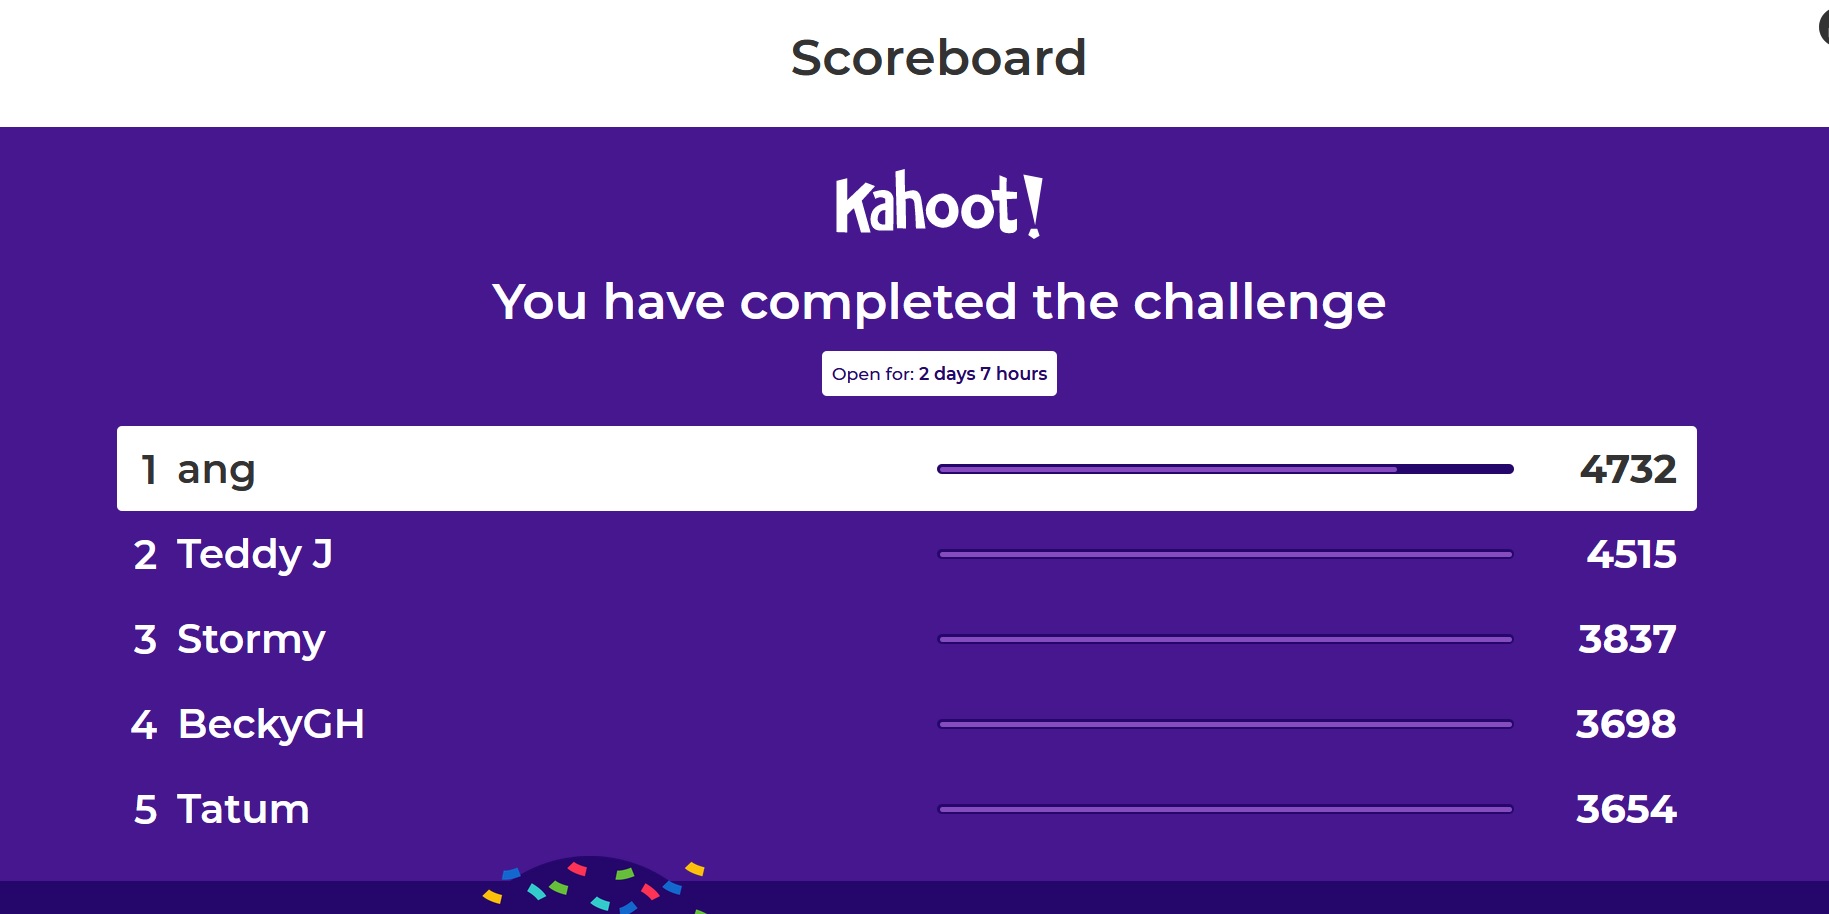 Scoreboard
Kahoot!
You have completed the challenge
Open for: 2 days 7 hours
1 ang 4732
2 Teddy J 4515
3 Stormy 3837
4 BeckyGH 3698
5 Tatum 3654